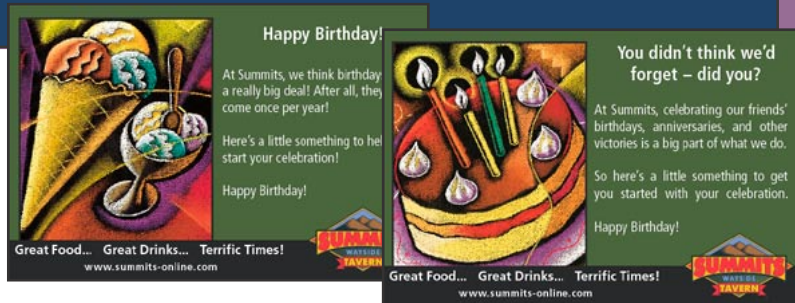 Happy Birthday!
At Summits, we think birthday
a really big deal! After all, they
come once per year!
Here's a little something to hel
start your celebration!
Happy Birthday!
Great Food... Great Drinks... Terrific Times!
www.summits-online.com
SUMMI
WAYSIDE
TAVERN
You didn't think we'd
forget – did you?
At Summits, celebrating our friends'
birthdays, anniversaries, and other
victories is a big part of what we do.
So here's a little something to get
you started with your celebration.
Happy Birthday!
Great Food... Great Drinks... Terrific Times!
www.summits-online.com
SUMMITS
WAYSIDE
TAVERN